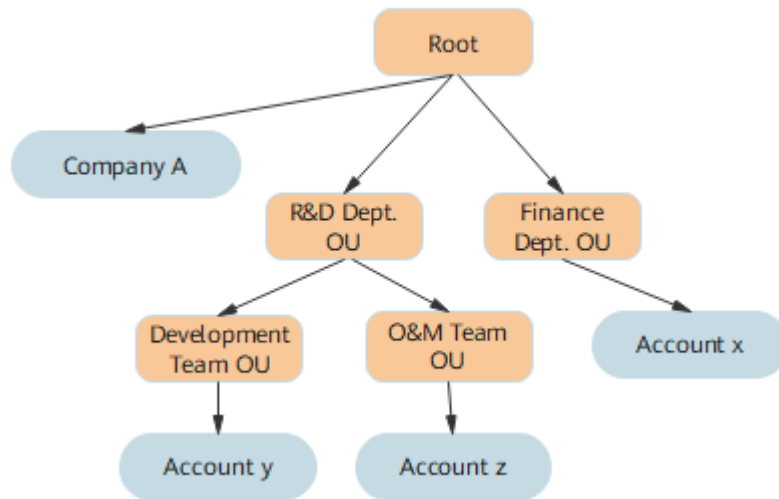 Root
Company A
R&D Dept.
OU
Finance
Dept. OU
Development
Team OU
O&M Team
OU
Account x
Account y
Account z